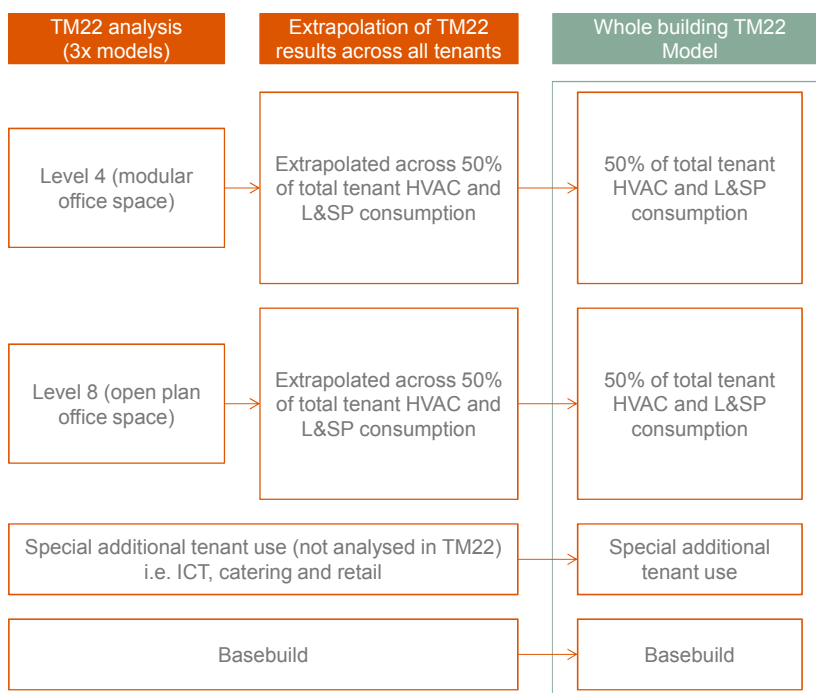 TM22 analysis
(3x models)
Extrapolation of TM22
results across all tenants
Whole building TM22
Model
Level 4 (modular
office space)
Extrapolated across 50%
of total tenant HVAC and
L&SP consumption
50% of total tenant
HVAC and L&SP
consumption
Level 8 (open plan
office space)
Extrapolated across 50%
of total tenant HVAC and
L&SP consumption
50% of total tenant
HVAC and L&SP
consumption
Special additional tenant use (not analysed in TM22)
i.e. ICT, catering and retail
Special additional
tenant use
Basebuild
Basebuild